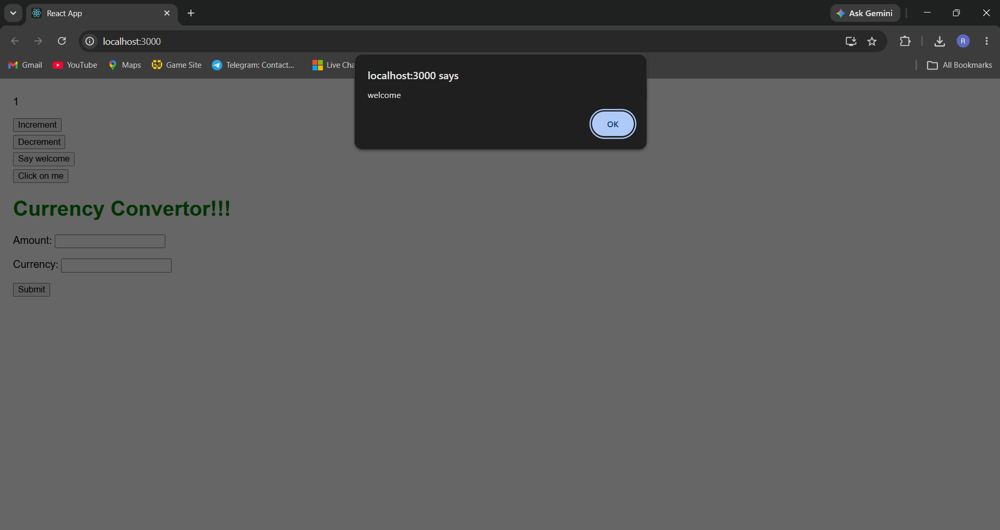 React App
Ask Gemini
localhost:3000
R
Gmail
YouTube
Maps
Game Site
Telegram: Contact...
Live Cha
All Bookmarks
localhost:3000 says
welcome
OK
1
Increment
Decrement
Say welcome
Click on me
Currency Convertor!!!
Amount:
Currency:
Submit